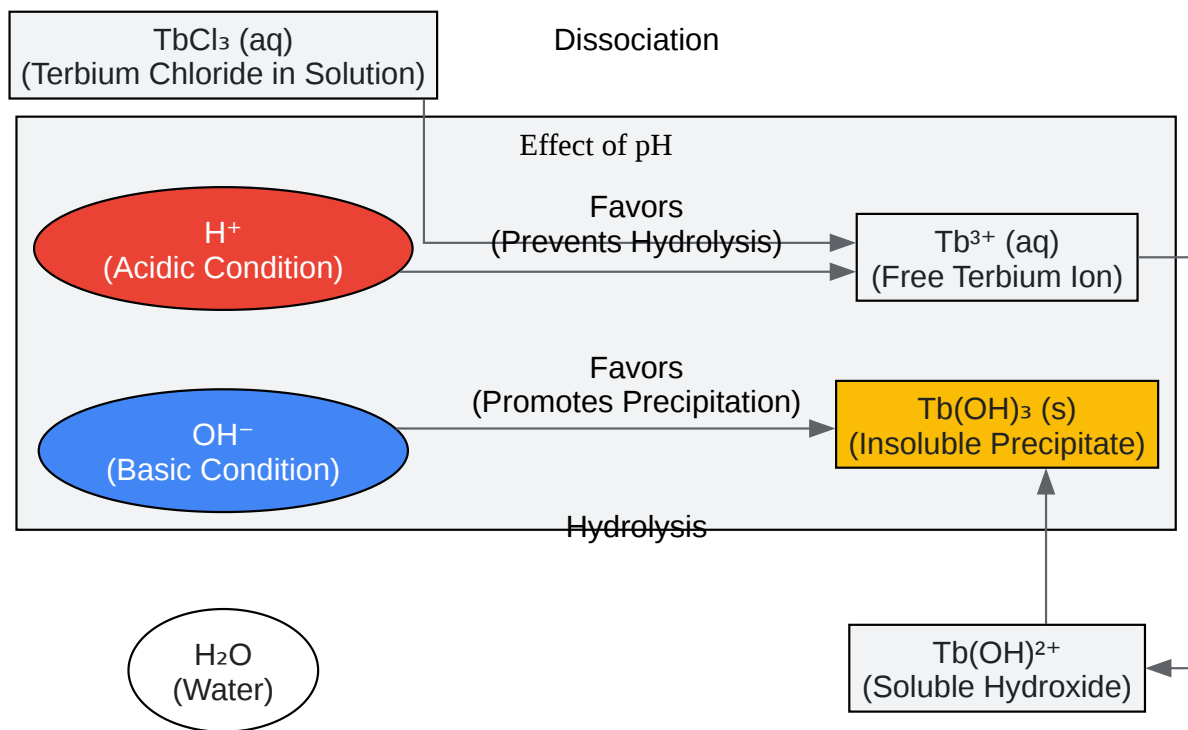 TbCl₃ (aq)
(Terbium Chloride in Solution)
Dissociation
Effect of pH
H⁺
(Acidic Condition)
Favors
(Prevents Hydrolysis)
Tb³⁺ (aq)
(Free Terbium Ion)
OH⁻
(Basic Condition)
Favors
(Promotes Precipitation)
Tb(OH)₃ (s)
(Insoluble Precipitate)
Hydrolysis
H₂O
(Water)
Tb(OH)²⁺
(Soluble Hydroxide)